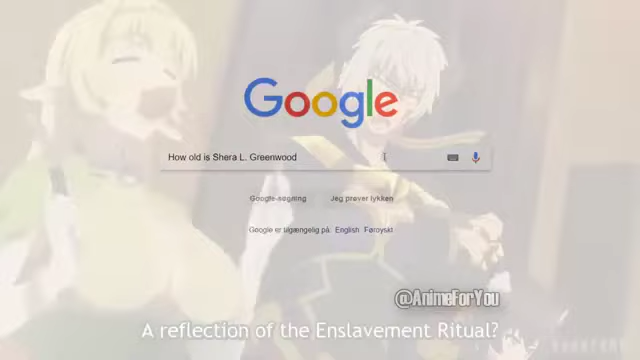 Google
How old is Shera L. Greenwood
Google-søgning Jeg prøver lykken
Google er tilgængelig på: English Føroyskt
@AnimeForYou
A reflection of the Enslavement Ritual?